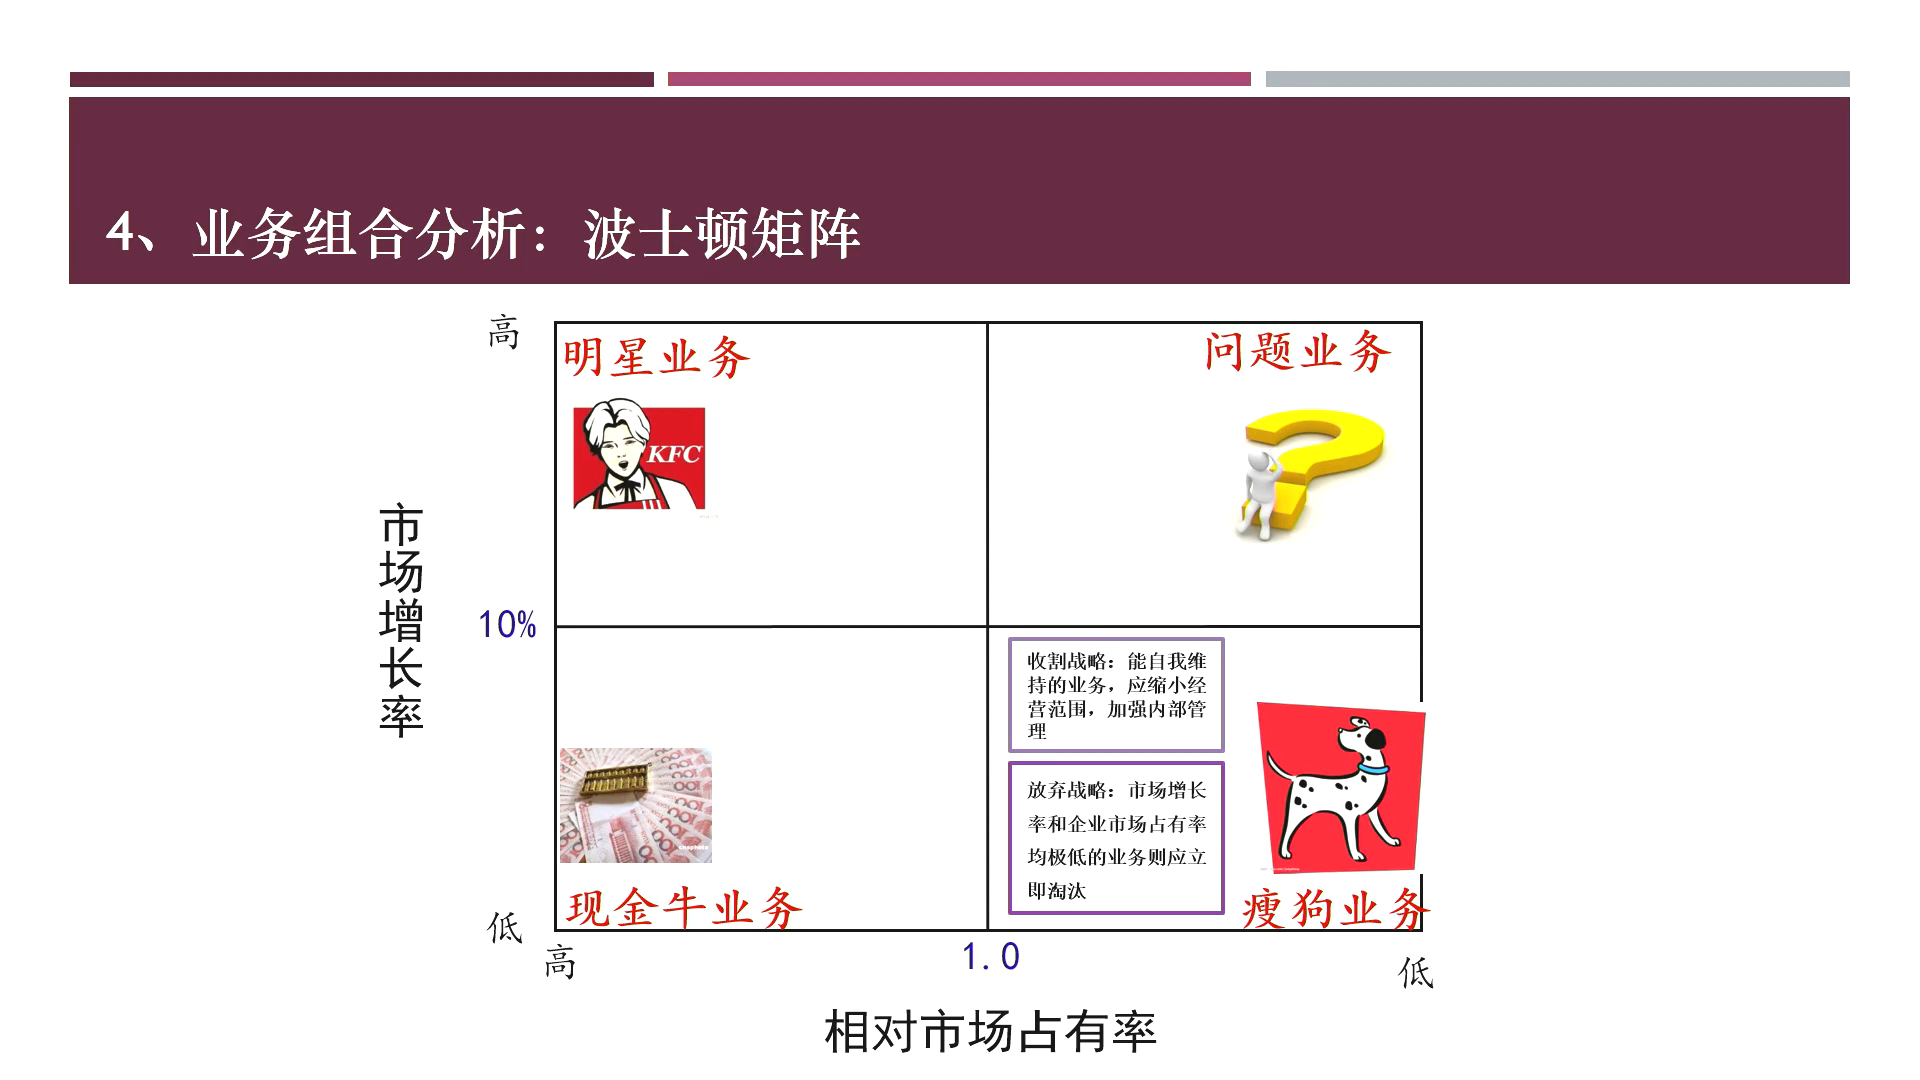 4、业务组合分析：波士顿矩阵
高
明星业务
问题业务
KFC
市场增长率
10%
收割战略：能自我维
持的业务，应缩小经
营范围，加强内部管
理
放弃战略：市场增长
率和企业市场占有率
均极低的业务则应立
即淘汰
现金牛业务
瘦狗业务
低
高
1.0
低
相对市场占有率